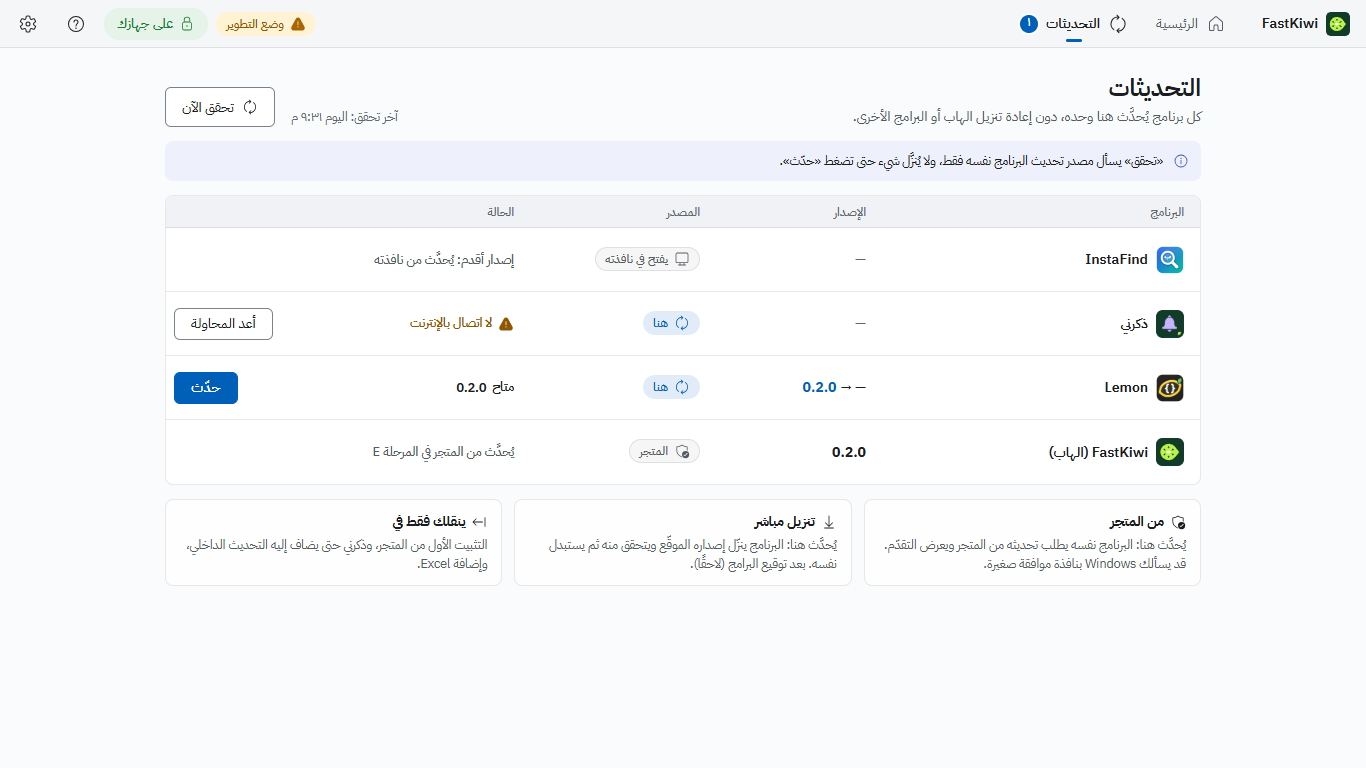 FastKiwi
الرئيسية
التحديثات ١
وضع التطوير
على جهازك
التحديثات
كل برنامج يُحدَّث هنا وحده، دون إعادة تنزيل الهاب أو البرامج الأخرى.
آخر تحقق: اليوم ٩:٣١ م
تحقق الآن
«تحقق» يسأل مصدر تحديث البرنامج نفسه فقط، ولا يُنزَّل شيء حتى تضغط «حدّث».
البرنامج الإصدار المصدر الحالة
InstaFind — يفتح في نافذته إصدار أقدم: يُحدَّث من نافذته
ذكرني — هنا لا اتصال بالإنترنت أعد المحاولة
Lemon — → 0.2.0 هنا متاح 0.2.0 حدّث
FastKiwi (الهاب) 0.2.0 المتجر يُحدَّث من المتجر في المرحلة E
من المتجر
يُحدَّث هنا: البرنامج نفسه يطلب تحديثه من المتجر ويعرض التقدّم.
قد يسألك Windows بنافذة موافقة صغيرة.
تنزيل مباشر
يُحدَّث هنا: البرنامج ينزّل إصداره الموقّع ويتحقق منه ثم يستبدل
نفسه. بعد توقيع البرامج (لاحقًا).
ينقلك فقط في
التثبيت الأول من المتجر، وذكرني حتى يضاف إليه التحديث الداخلي،
وإضافة Excel.